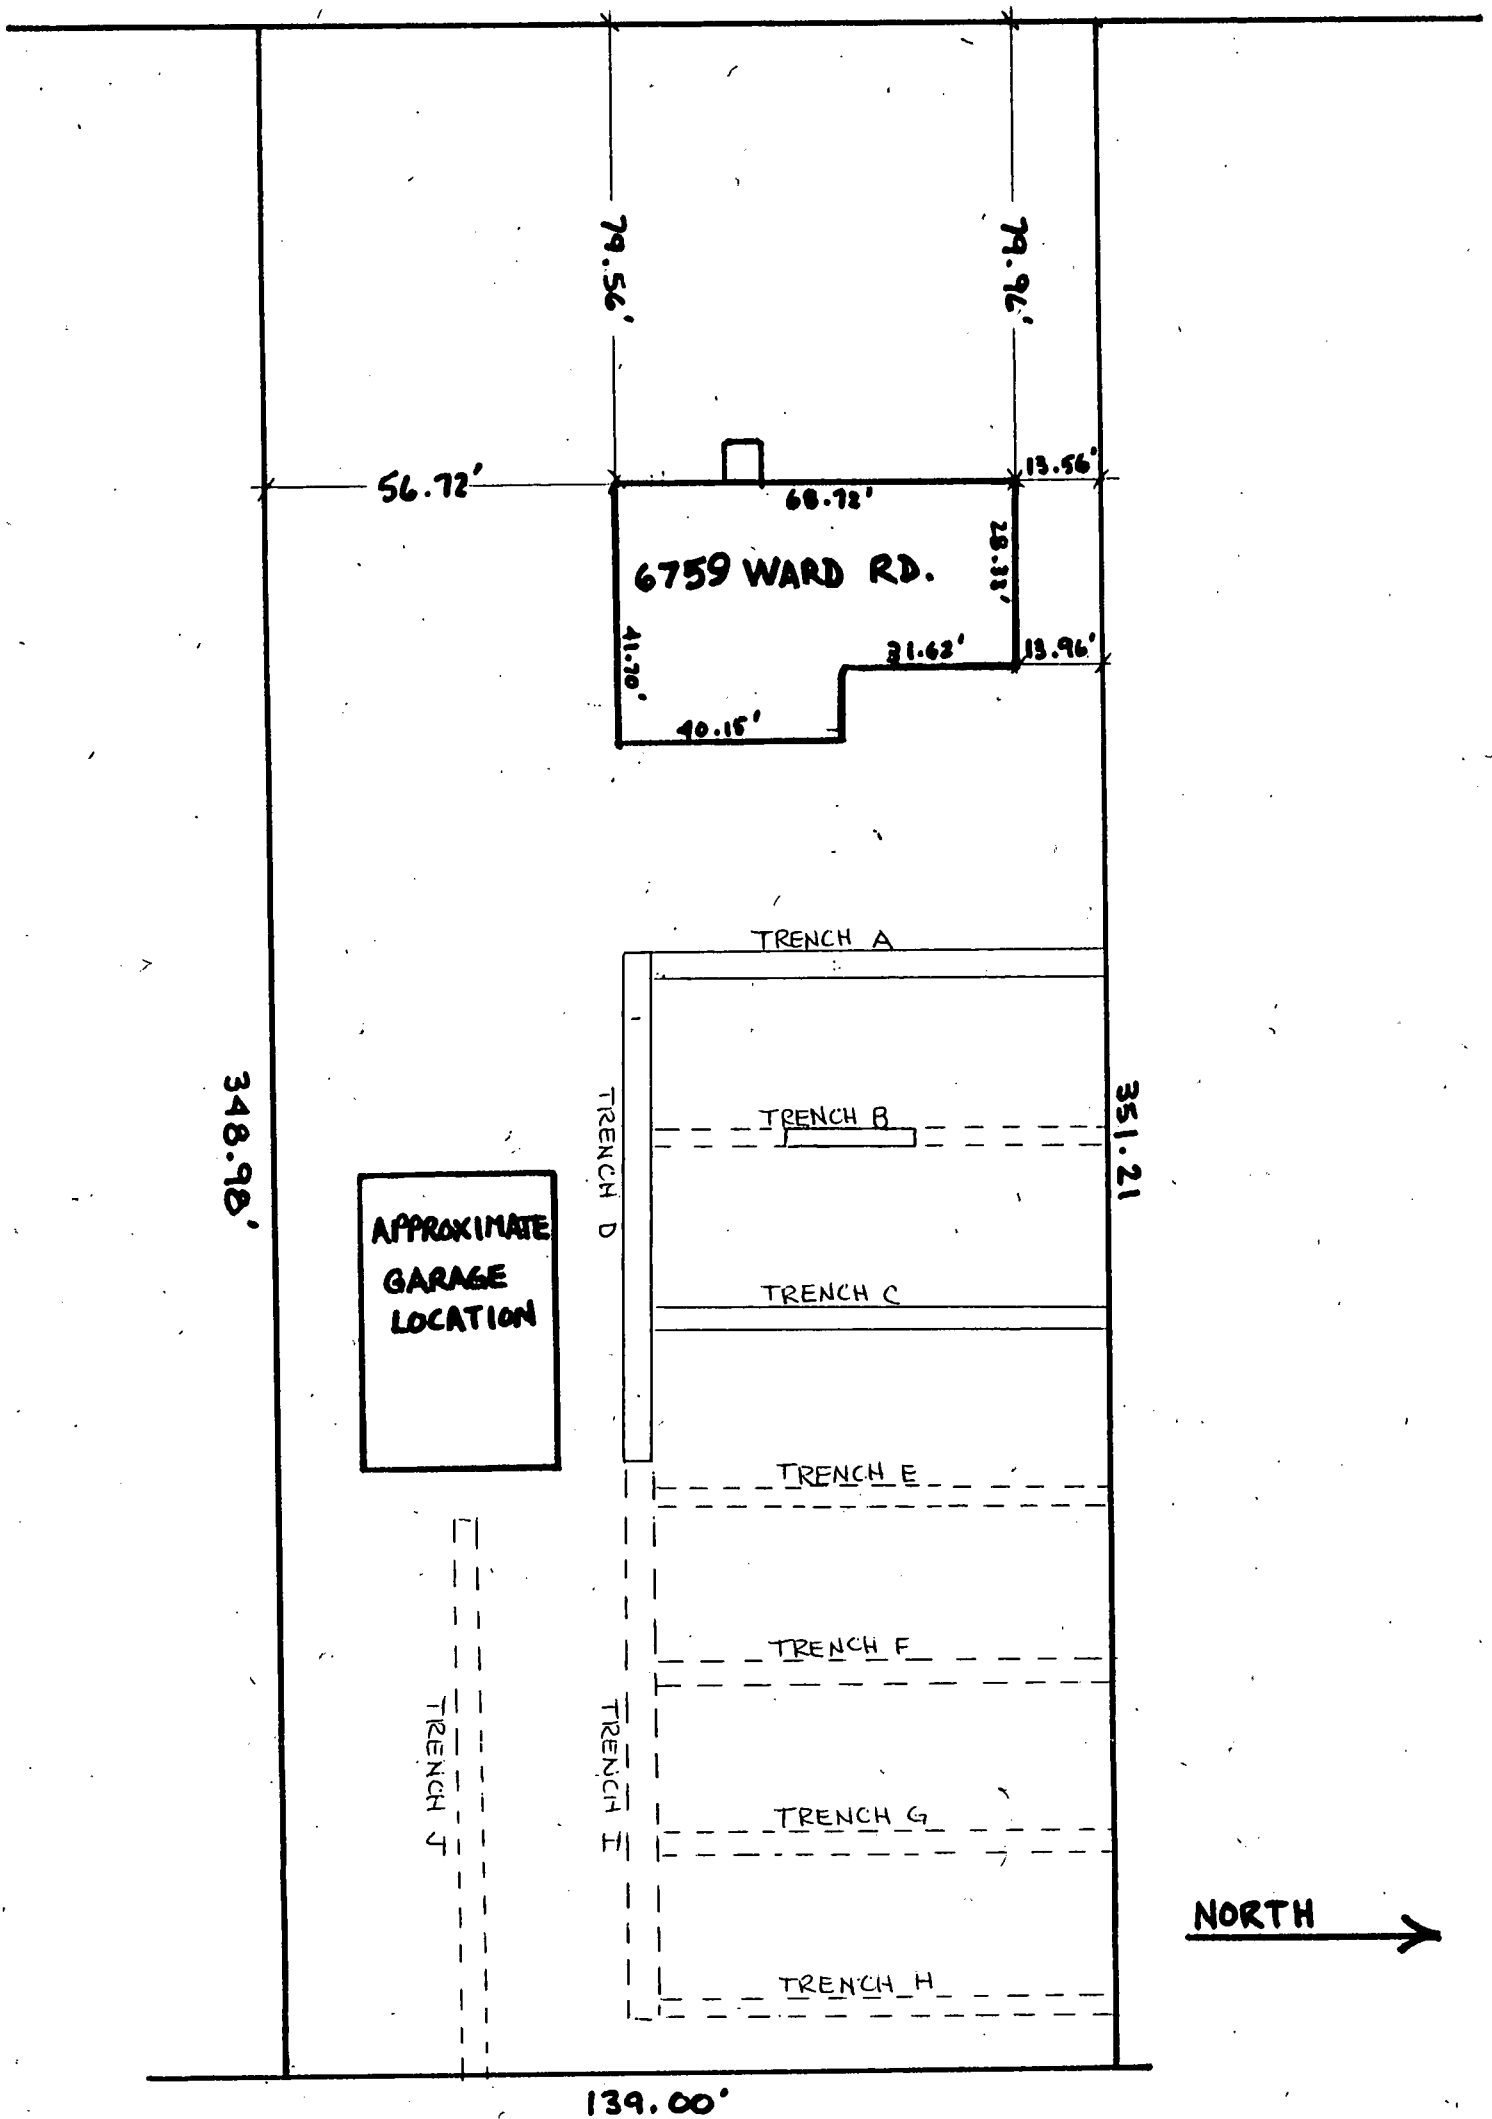 79.56'
79.96'
56.72'
13.56'
68.72'
28.33'
6759 WARD RD.
41.70'
31.62'
13.96'
40.15'
TRENCH A
348.98'
351.21
TRENCH D
TRENCH B
APPROXIMATE
GARAGE
LOCATION
TRENCH C
TRENCH E
TRENCH F
TRENCH J
TRENCH I
TRENCH G
NORTH
TRENCH H
139.00'